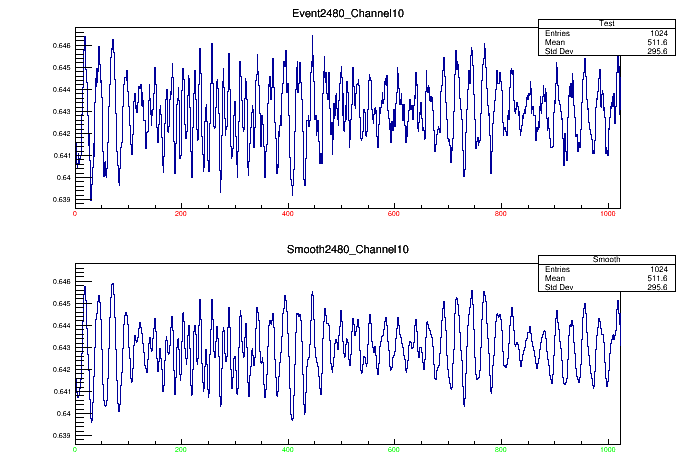 Event2480_Channel10
Test
Entries 1024
Mean 511.6
Std Dev 295.6
0.646
0.645
0.644
0.643
0.642
0.641
0.64
0.639
0 200 400 600 800 1000
Smooth2480_Channel10
Smooth
Entries 1024
Mean 511.6
Std Dev 295.6
0.646
0.645
0.644
0.643
0.642
0.641
0.64
0.639
0 200 400 600 800 1000